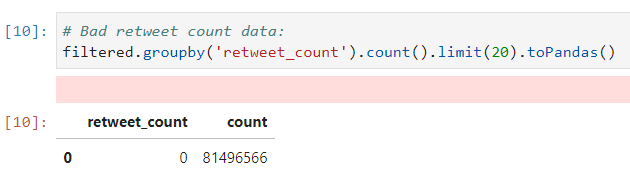 [10]: # Bad retweet count data:
filtered.groupby('retweet_count').count().limit(20).toPandas()
[10]:
retweet_count count
0 0 81496566